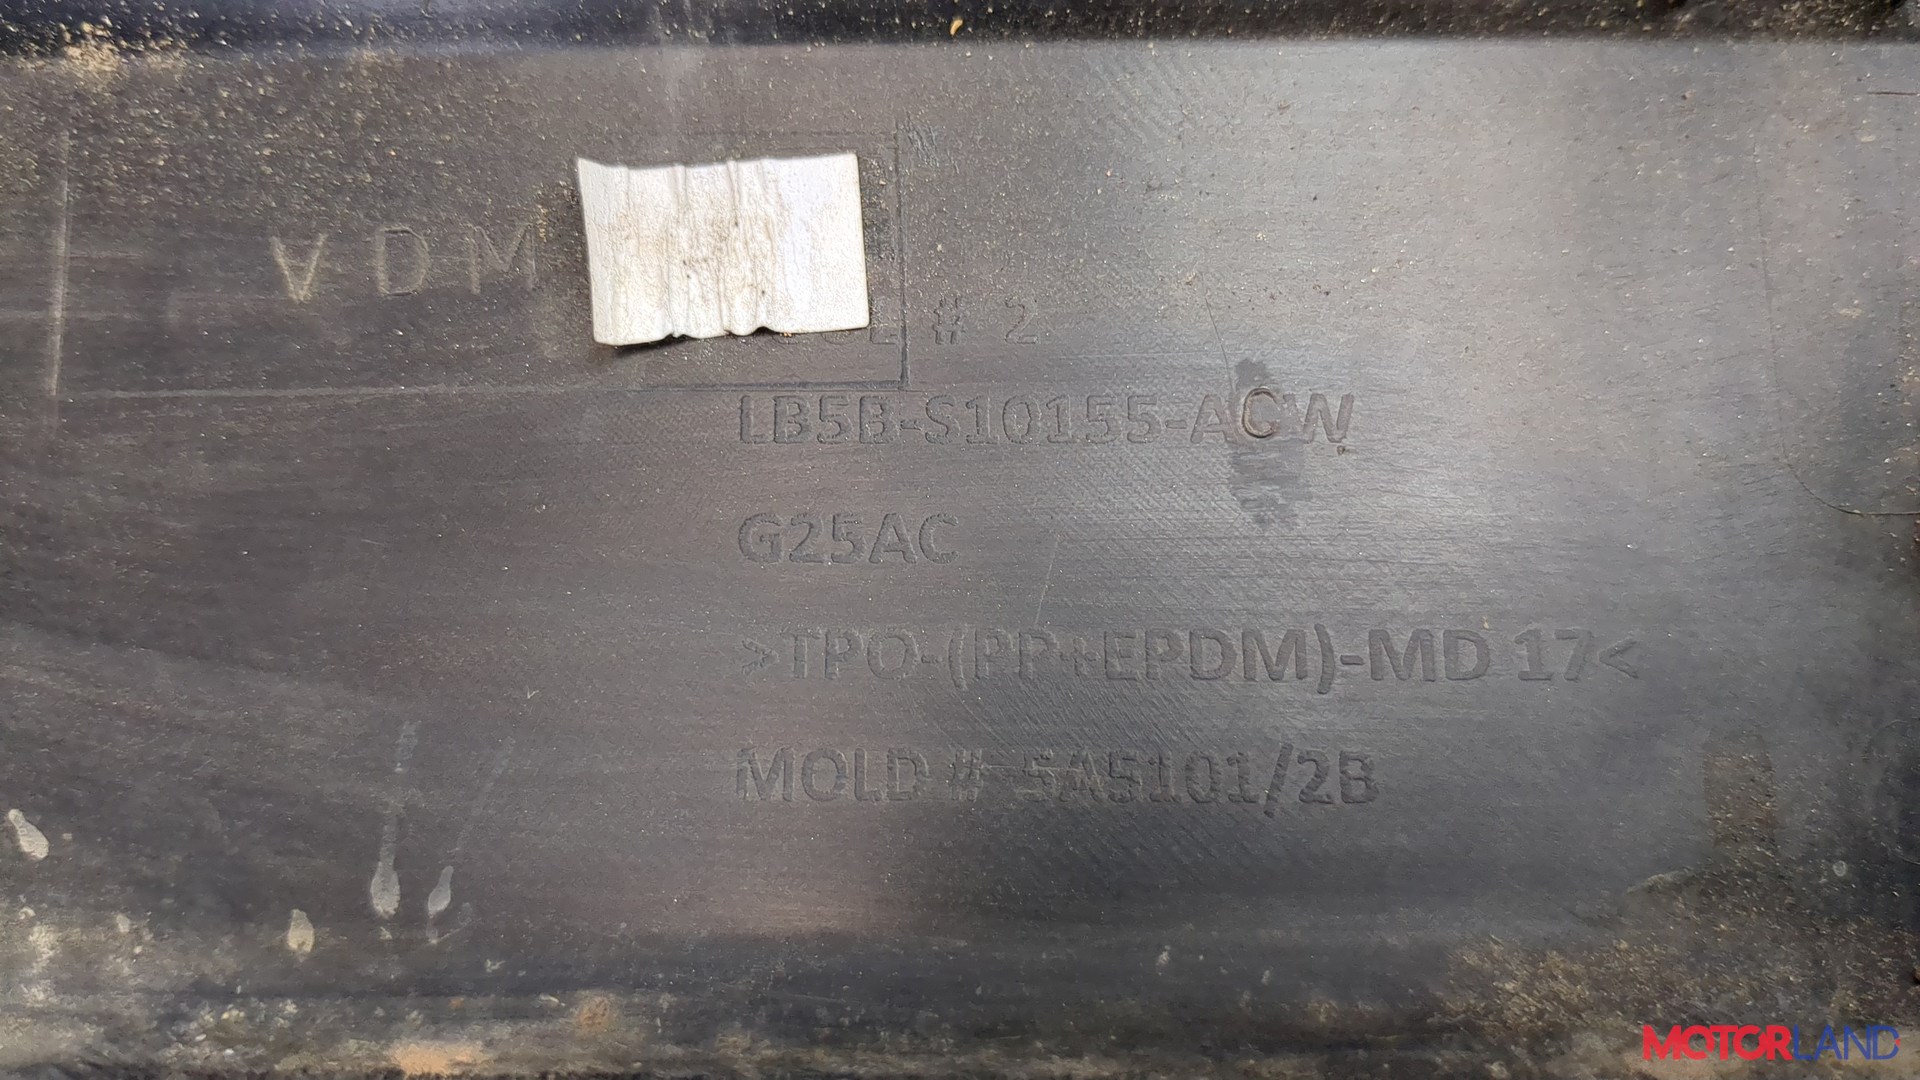 VDM
# 2
LB5B-S10155-ACW
G25AC
>TPO-(PP+EPDM)-MD 17<
MOLD # 5A5101/2B
MOTORLAND